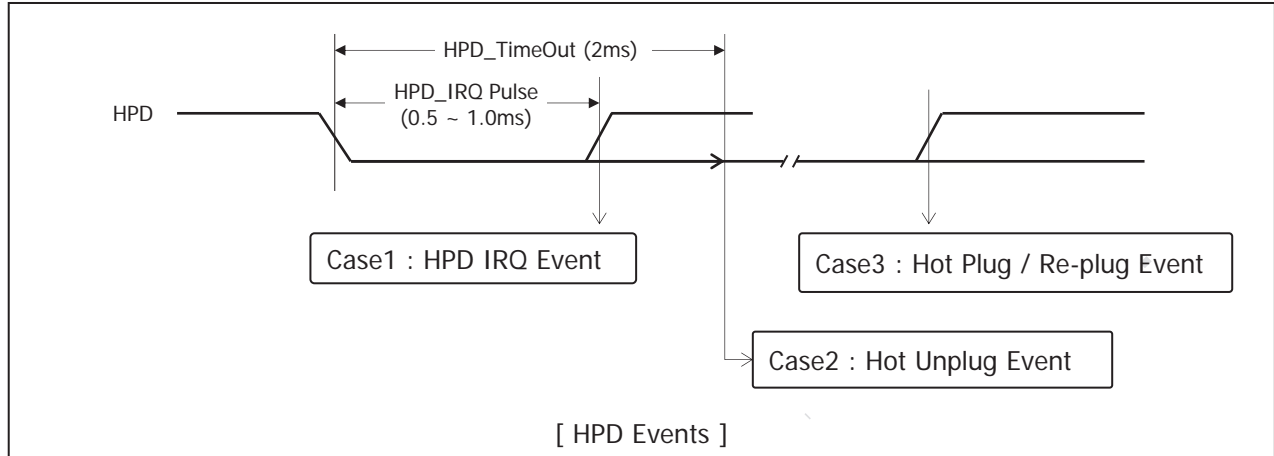 HPD_TimeOut (2ms)
HPD_IRQ Pulse
(0.5 ~ 1.0ms)
HPD
Case1 : HPD IRQ Event
Case3 : Hot Plug / Re-plug Event
Case2 : Hot Unplug Event
[ HPD Events ]